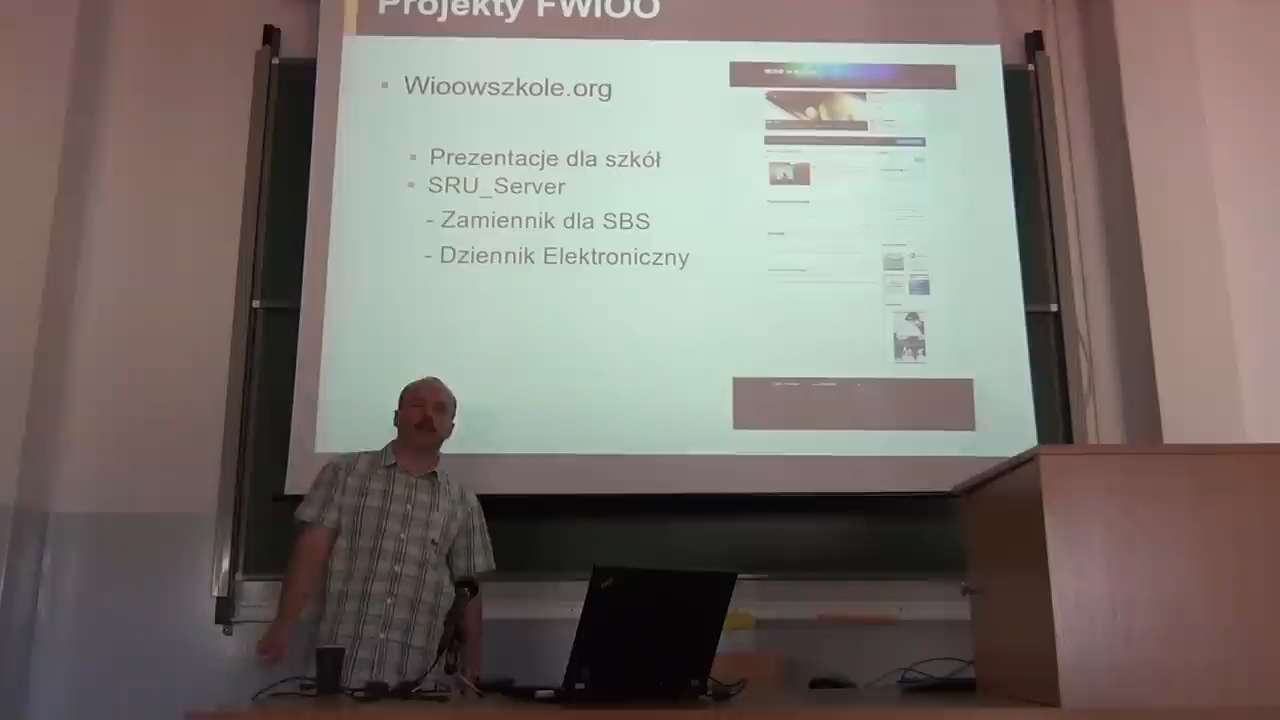 Projekty FWIOO
Wioowszkole.org
Prezentacje dla szkół
SRU_Server
- Zamiennik dla SBS
- Dziennik Elektroniczny